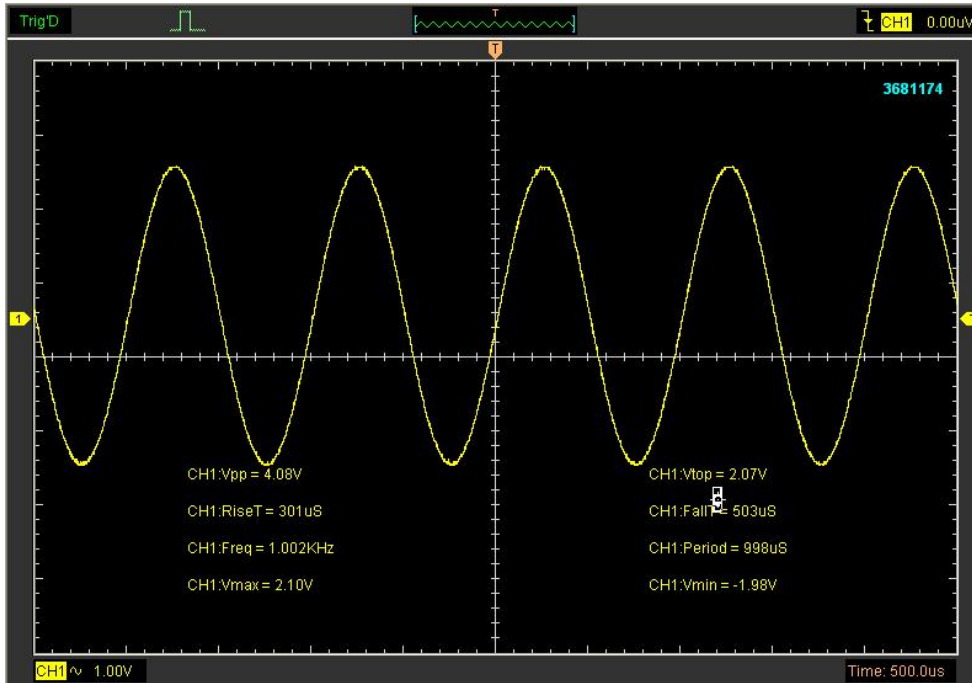 Trig'D T CH1 0.00uV
T
3681174
1
CH1:Vpp = 4.08V CH1:Vtop = 2.07V
CH1:RiseT = 301uS CH1:FallT = 503uS
CH1:Freq = 1.002KHz CH1:Period = 998uS
CH1:Vmax = 2.10V CH1:Vmin = -1.98V
CH1 ∿ 1.00V Time: 500.0us